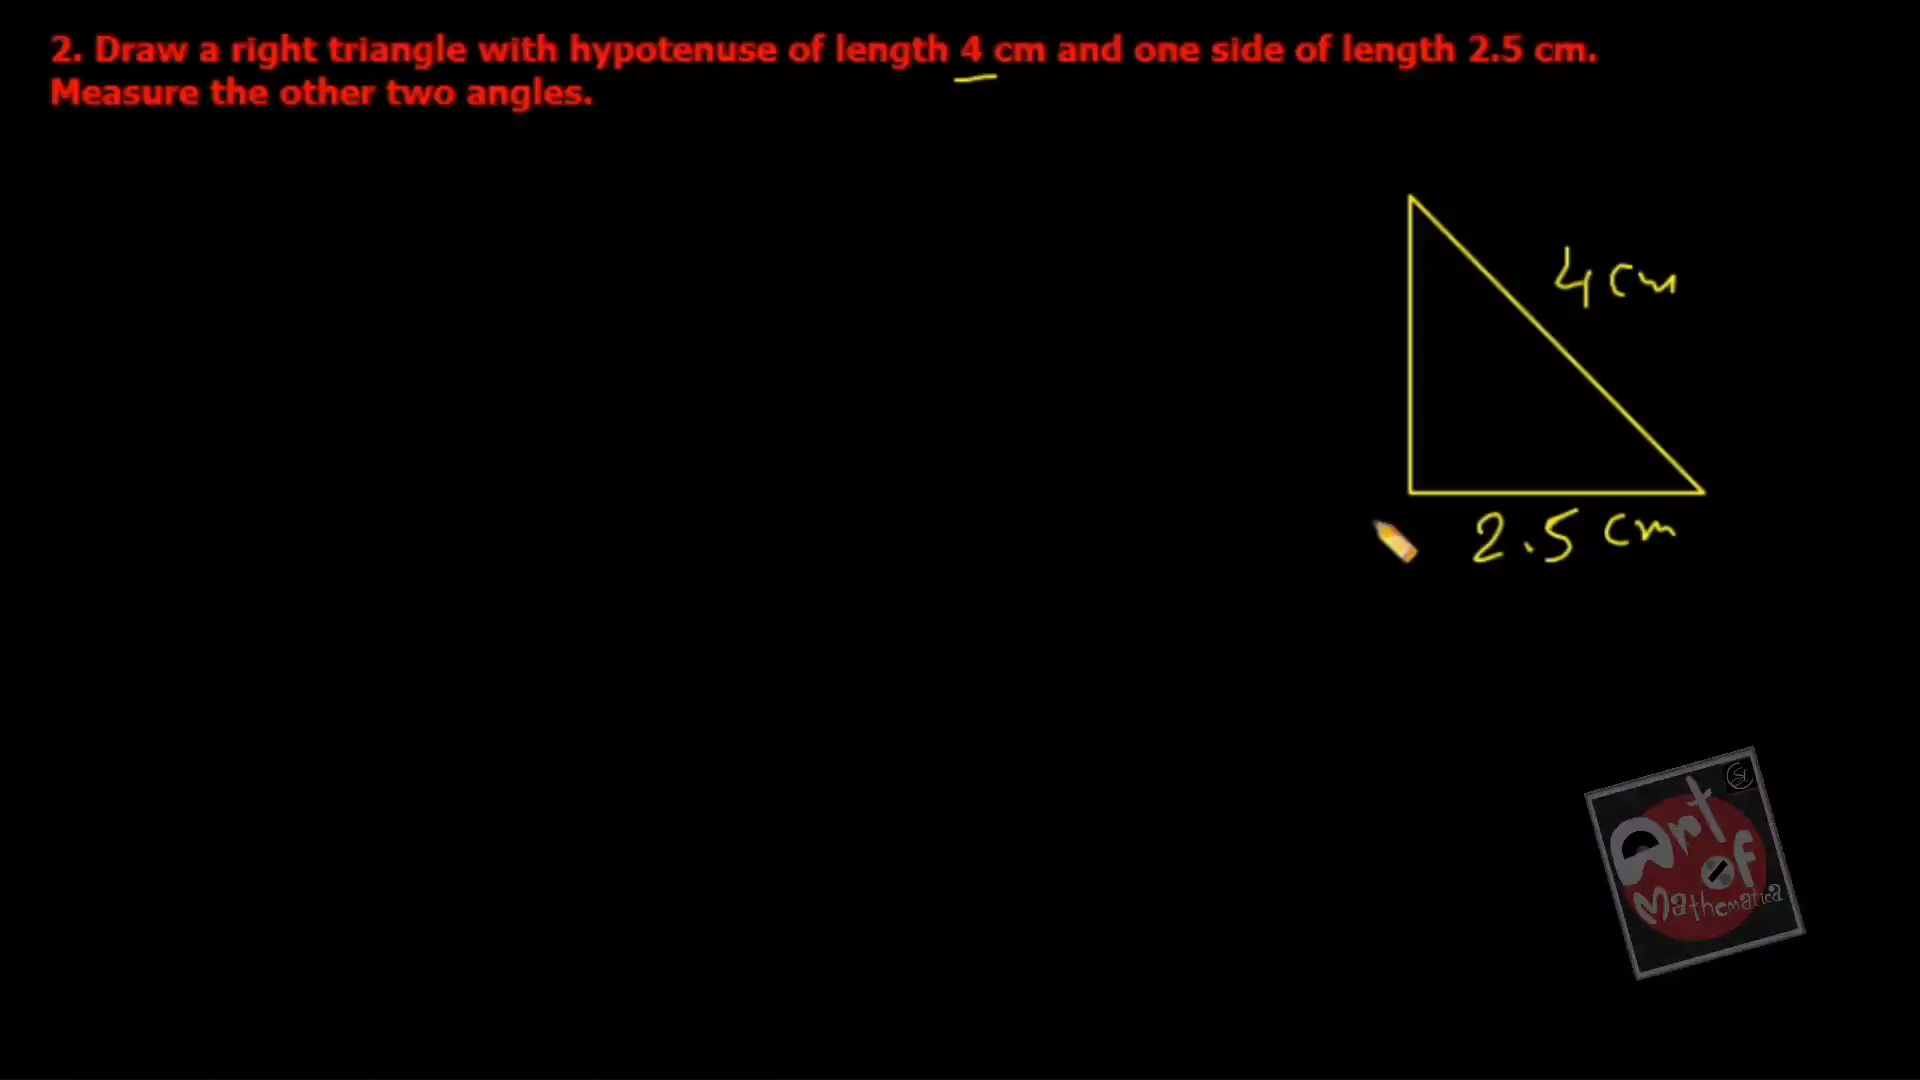 2. Draw a right triangle with hypotenuse of length 4 cm and one side of length 2.5 cm.
Measure the other two angles.
4 cm
2.5 cm
Art
Of
Mathematica